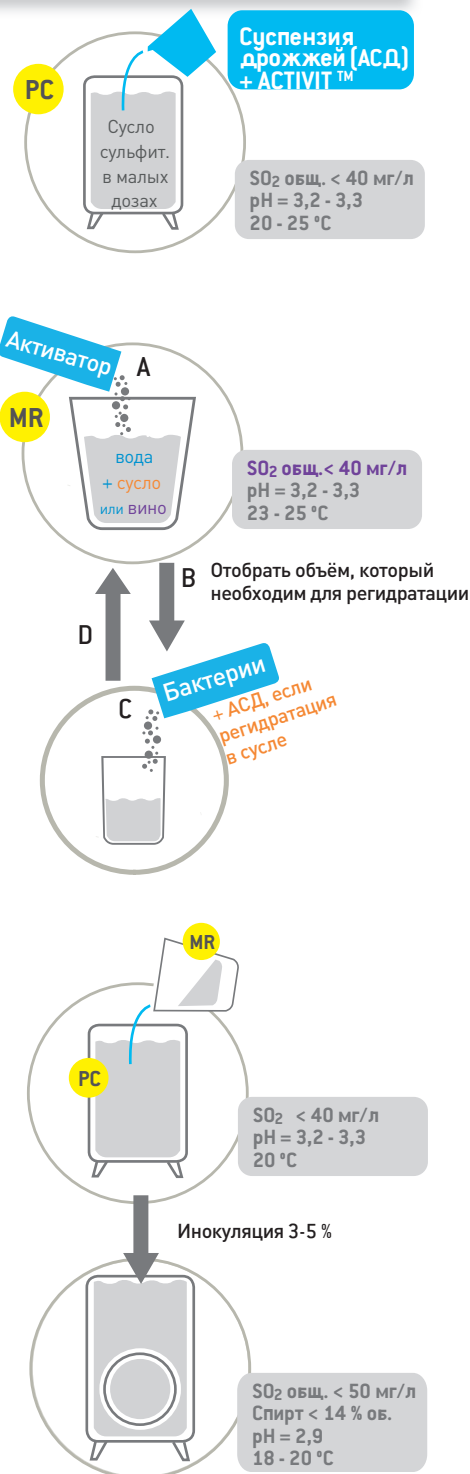 Суспензия
дрожжей (АСД)
+ ACTIVIT ™
PC
Сусло
сульфит.
в малых
дозах
SO₂ общ. < 40 мг/л
pH = 3,2 - 3,3
20 - 25 °C
Активатор
A
MR
вода
+ сусло
или вино
SO₂ общ.< 40 мг/л
pH = 3,2 - 3,3
23 - 25 °C
B
Отобрать объём, который
необходим для регидратации
D
Бактерии
C
+ АСД, если
регидратация
в сусле
MR
PC
SO₂ < 40 мг/л
pH = 3,2 - 3,3
20 °C
Инокуляция 3-5 %
SO₂ общ. < 50 мг/л
Спирт < 14 % об.
pH = 2,9
18 - 20 °C